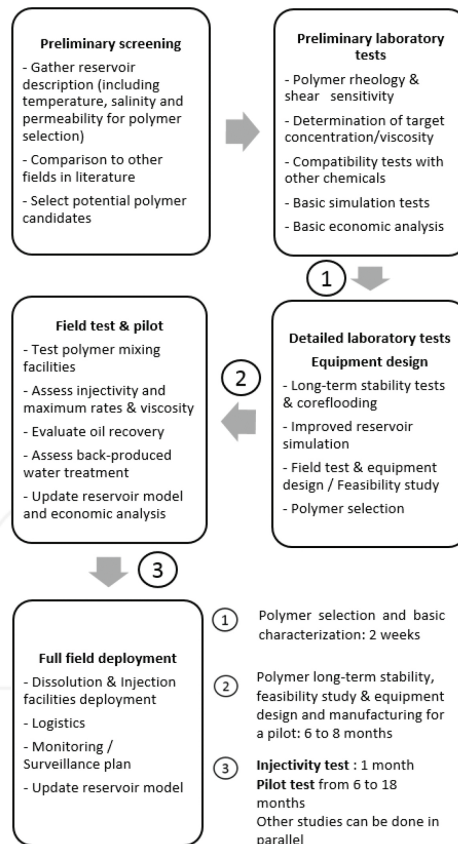 Preliminary screening
- Gather reservoir
description (including
temperature, salinity and
permeability for polymer
selection)
- Comparison to other
fields in literature
- Select potential polymer
candidates
Preliminary laboratory
tests
- Polymer rheology &
shear sensitivity
- Determination of target
concentration/viscosity
- Compatibility tests with
other chemicals
- Basic simulation tests
- Basic economic analysis
1
Detailed laboratory tests
Equipment design
- Long-term stability tests
& coreflooding
- Improved reservoir
simulation
- Field test & equipment
design / Feasibility study
- Polymer selection
2
Field test & pilot
- Test polymer mixing
facilities
- Assess injectivity and
maximum rates & viscosity
- Evaluate oil recovery
- Assess back-produced
water treatment
- Update reservoir model
and economic analysis
3
Full field deployment
- Dissolution & Injection
facilities deployment
- Logistics
- Monitoring /
Surveillance plan
- Update reservoir model
1 Polymer selection and basic
characterization: 2 weeks
2 Polymer long-term stability,
feasibility study & equipment
design and manufacturing for
a pilot: 6 to 8 months
3 Injectivity test : 1 month
Pilot test from 6 to 18
months
Other studies can be done in
parallel